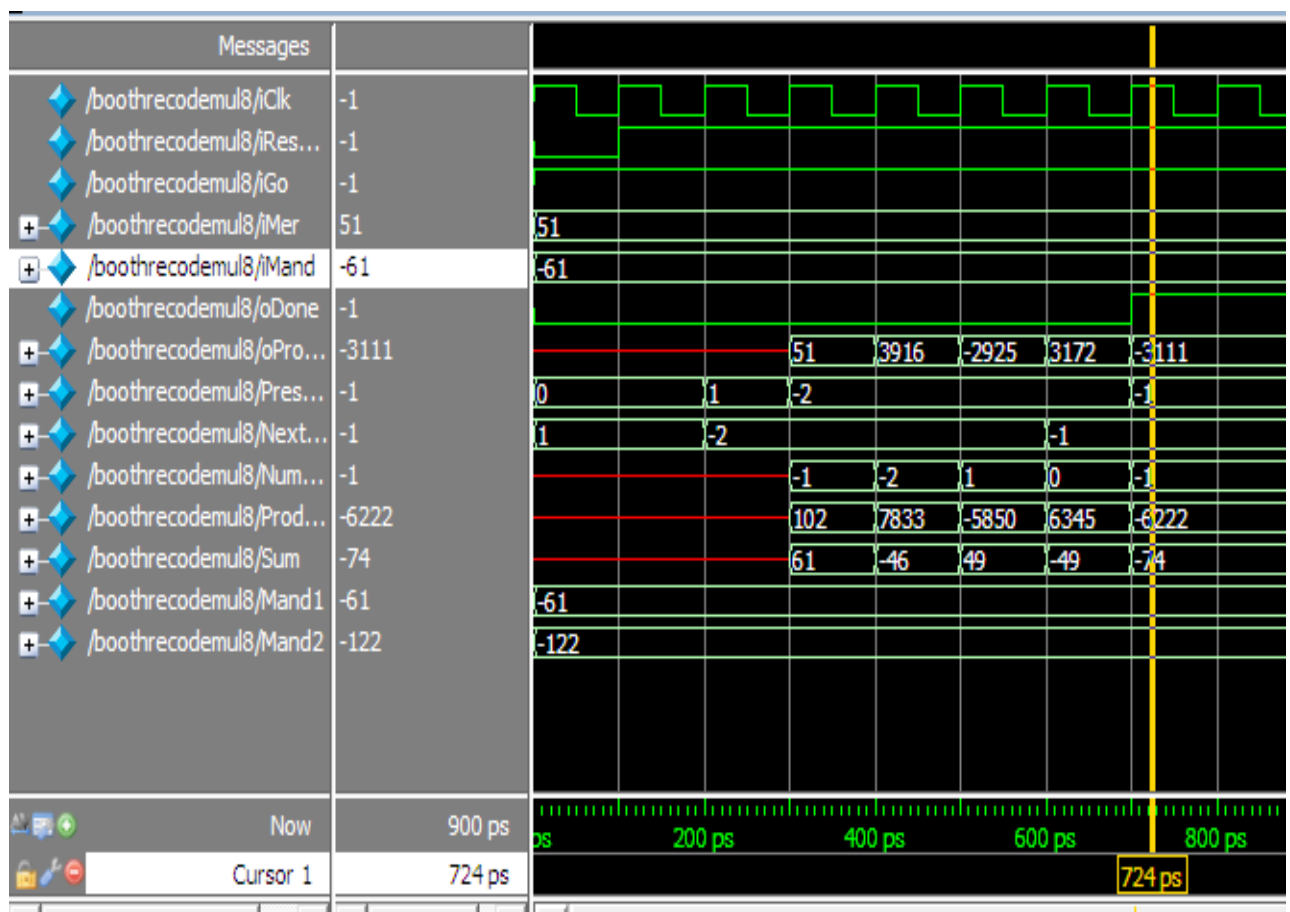 Messages
/boothrecodemul8/iClk -1
/boothrecodemul8/iRes... -1
/boothrecodemul8/iGo -1
/boothrecodemul8/iMer 51 51
/boothrecodemul8/iMand -61 -61
/boothrecodemul8/oDone -1
/boothrecodemul8/oPro... -3111 51 3916 -2925 3172 -3111
/boothrecodemul8/Pres... -1 0 1 -2 -1
/boothrecodemul8/Next... -1 1 -2 -1
/boothrecodemul8/Num... -1 -1 -2 1 0 -1
/boothrecodemul8/Prod... -6222 102 7833 -5850 6345 -6222
/boothrecodemul8/Sum -74 61 -46 49 -49 -74
/boothrecodemul8/Mand1 -61 -61
/boothrecodemul8/Mand2 -122 -122
Now 900 ps ps 200 ps 400 ps 600 ps 800 ps
Cursor 1 724 ps 724 ps